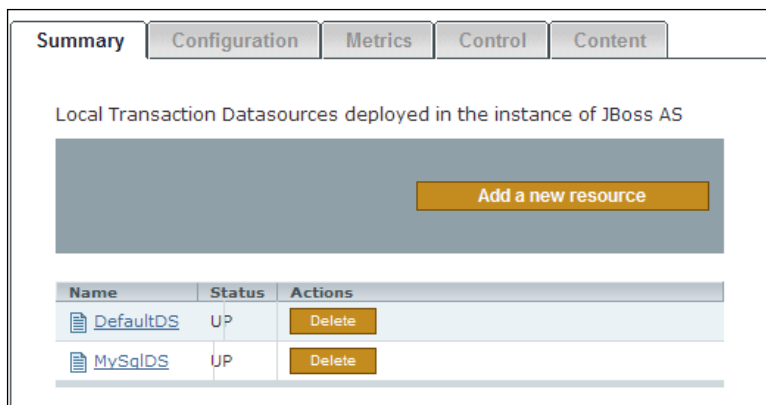 Summary Configuration Metrics Control Content
Local Transaction Datasources deployed in the instance of JBoss AS
Add a new resource
Name Status Actions
DefaultDS UP Delete
MySqlDS UP Delete